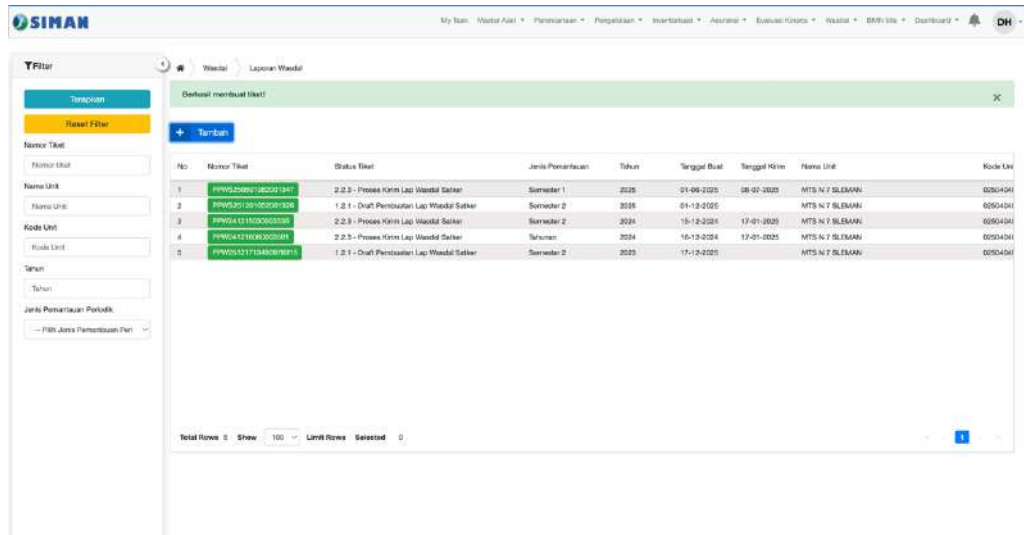 SIMAN
My Task Master Aset Perencanaan Pengelolaan Inventarisasi Asuransi Evaluasi Kinerja Wasdal BMN Idle Dashboard DH
Filter
Wasdal Laporan Wasdal
Terapkan
Berhasil membuat tiket!
Reset Filter
Tambah
Nomor Tiket
Nomor tiket
No Nomor Tiket Status Tiket Jenis Pemantauan Tahun Tanggal Buat Tanggal Kirim Nama Unit Kode Uni
Nama Unit
1 2.2.3 - Proses Kirim Lap Wasdal Satker Semester 1 2025 01-06-2025 08-07-2025 MTS N 7 SLEMAN
Nama Unit
2 1.2.1 - Draft Pembuatan Lap Wasdal Satker Semester 2 2025 01-12-2025 MTS N 7 SLEMAN
Kode Unit
3 2.2.3 - Proses Kirim Lap Wasdal Satker Semester 2 2024 15-12-2024 17-01-2025 MTS N 7 SLEMAN
Kode Unit
4 2.2.3 - Proses Kirim Lap Wasdal Satker Tahunan 2024 16-12-2024 17-01-2025 MTS N 7 SLEMAN
5 1.2.1 - Draft Pembuatan Lap Wasdal Satker Semester 2 17-12-2025 MTS N 7 SLEMAN
Tahun
Tahun
Jenis Pemantauan Periodik
-- Pilih Jenis Pemantauan Peri
Total Rows 5 Show 100 Limit Rows Selected 0
1